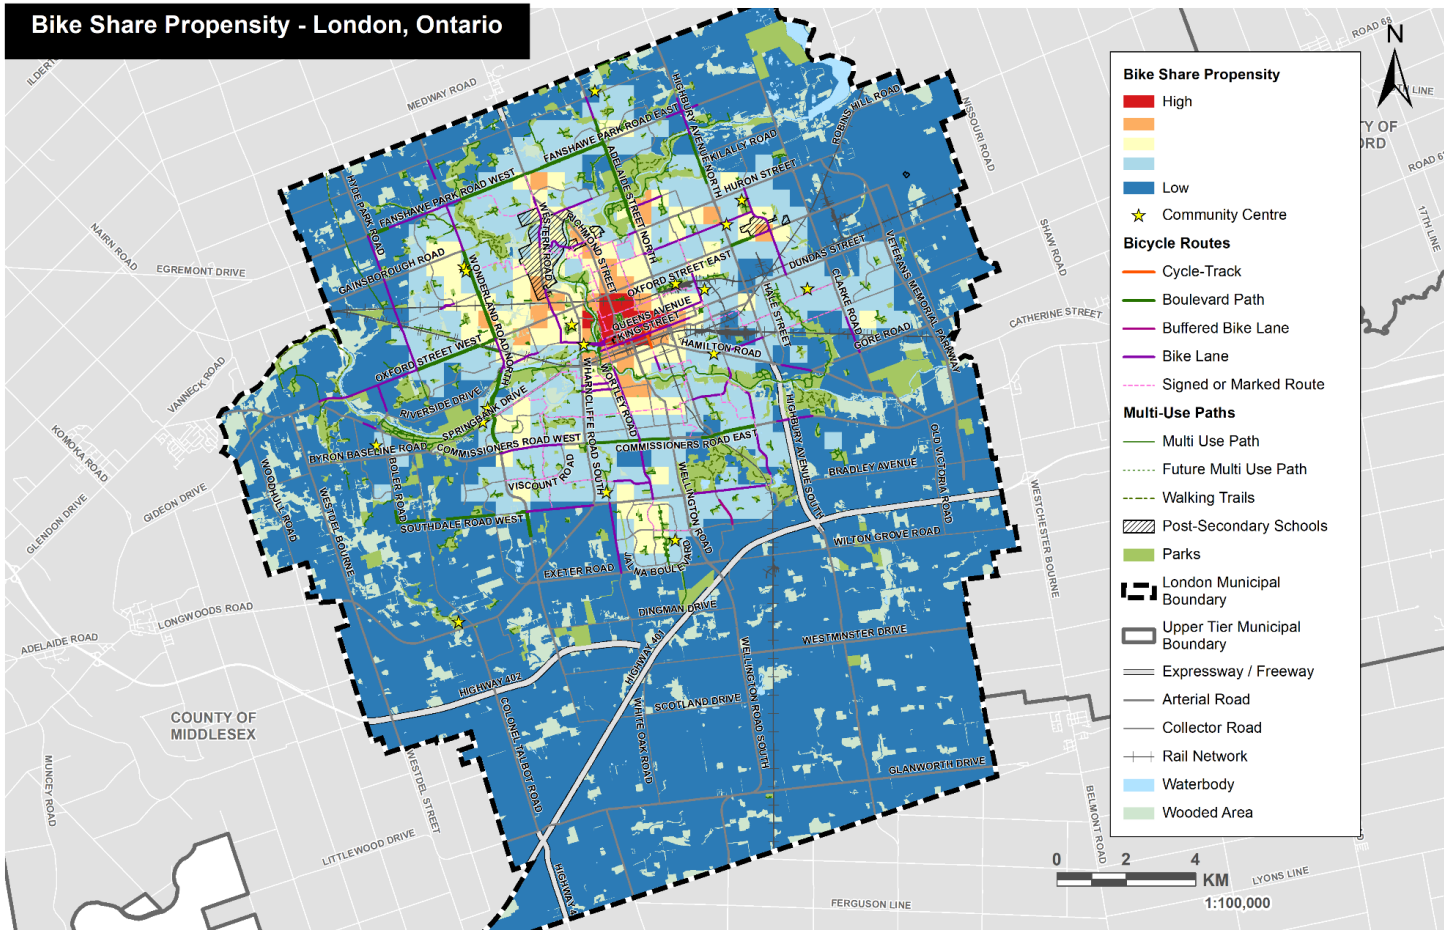 Bike Share Propensity - London, Ontario
Bike Share Propensity
High
Low
Community Centre
Bicycle Routes
Cycle-Track
Boulevard Path
Buffered Bike Lane
Bike Lane
Signed or Marked Route
Multi-Use Paths
Multi Use Path
Future Multi Use Path
Walking Trails
Post-Secondary Schools
Parks
London Municipal
Boundary
Upper Tier Municipal
Boundary
Expressway / Freeway
Arterial Road
Collector Road
Rail Network
Waterbody
Wooded Area
N
0 2 4
KM
1:100,000
ROAD 68
TH LINE
TY OF
ORD
17TH LINE
MEDWAY ROAD
NISSOURI ROAD
ROBINS HILL ROAD
HIGHBURY AVENUE NORTH
FANSHAWE PARK ROAD EAST
KILALLY ROAD
HURON STREET
ADELAIDE STREET NORTH
FANSHAWE PARK ROAD WEST
HYDE PARK ROAD
WESTERN ROAD
RICHMOND STREET
NAIRN ROAD
EGREMONT DRIVE
GAINSBOROUGH ROAD
WONDERLAND ROAD NORTH
OXFORD STREET EAST
DUNDAS STREET
VETERANS MEMORIAL PARKWAY
SHAW ROAD
CLARKE ROAD
HALE STREET
CATHERINE STREET
QUEENS AVENUE
KING STREET
GORE ROAD
HAMILTON ROAD
OXFORD STREET WEST
VANNECK ROAD
RIVERSIDE DRIVE
SPRINGBANK DRIVE
WHARNCLIFFE ROAD SOUTH
WORTLEY ROAD
KOMOKA ROAD
BYRON BASELINE ROAD
COMMISSIONERS ROAD WEST
COMMISSIONERS ROAD EAST
HIGHBURY AVENUE SOUTH
OLD VICTORIA ROAD
BRADLEY AVENUE
WOODHULL ROAD
BOLER ROAD
VISCOUNT ROAD
WELLINGTON ROAD
GIDEON DRIVE
GLENDON DRIVE
WESTDEL BOURNE
SOUTHDALE ROAD WEST
WILTON GROVE ROAD
WESTCHESTER BOURNE
EXETER ROAD
DINGMAN DRIVE
LONGWOODS ROAD
ADELAIDE ROAD
WESTMINSTER DRIVE
HIGHWAY 401
HIGHWAY 402
SCOTLAND DRIVE
WELLINGTON ROAD SOUTH
WHITE OAK ROAD
COLONEL TALBOT ROAD
COUNTY OF
MIDDLESEX
MUNCEY ROAD
WESTDEL STREET
GLANWORTH DRIVE
BELMONT ROAD
LITTLEWOOD DRIVE
LYONS LINE
FERGUSON LINE